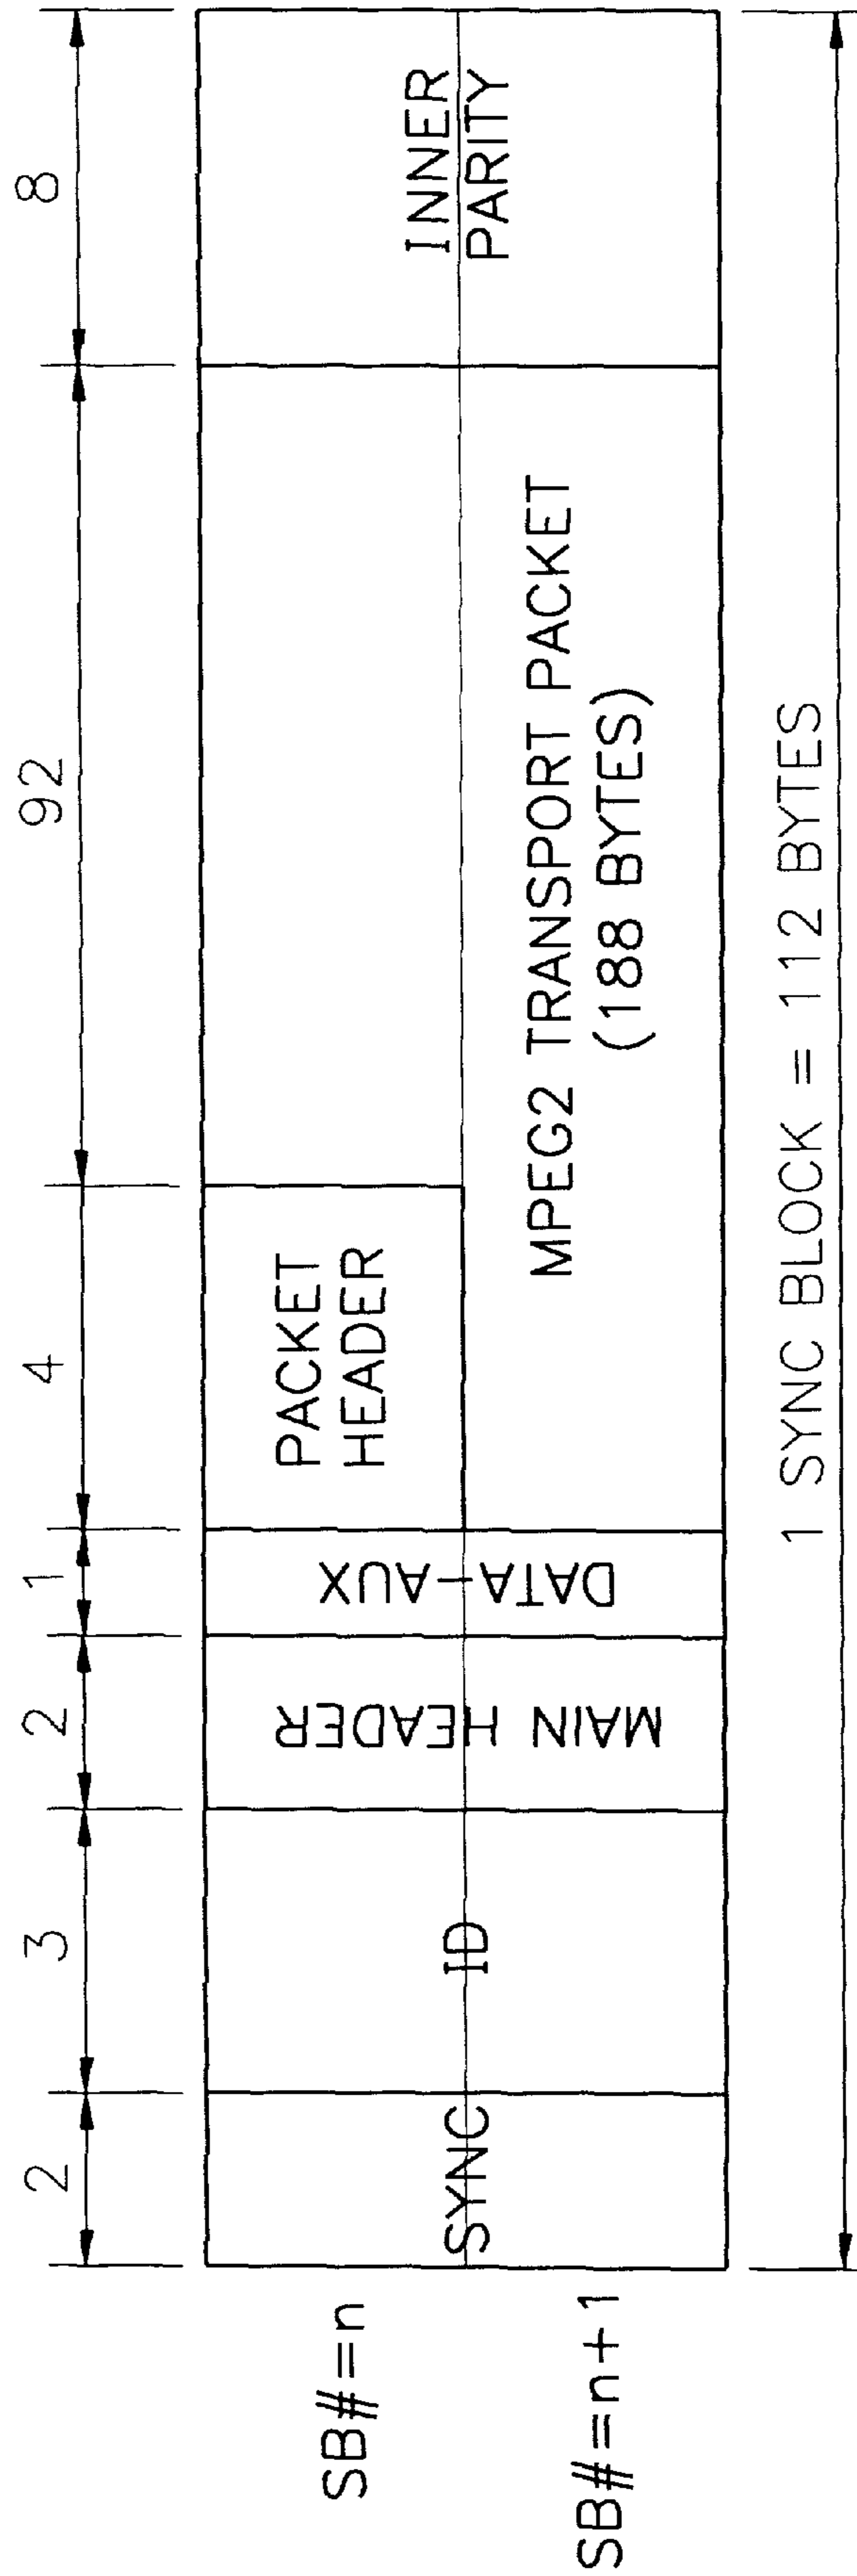 2 3 2 1 4 92 8
SB#=n
SB#=n+1
SYNC
ID
MAIN HEADER
DATA-AUX
PACKET
HEADER
MPEG2 TRANSPORT PACKET
(188 BYTES)
INNER
PARITY
1 SYNC BLOCK = 112 BYTES